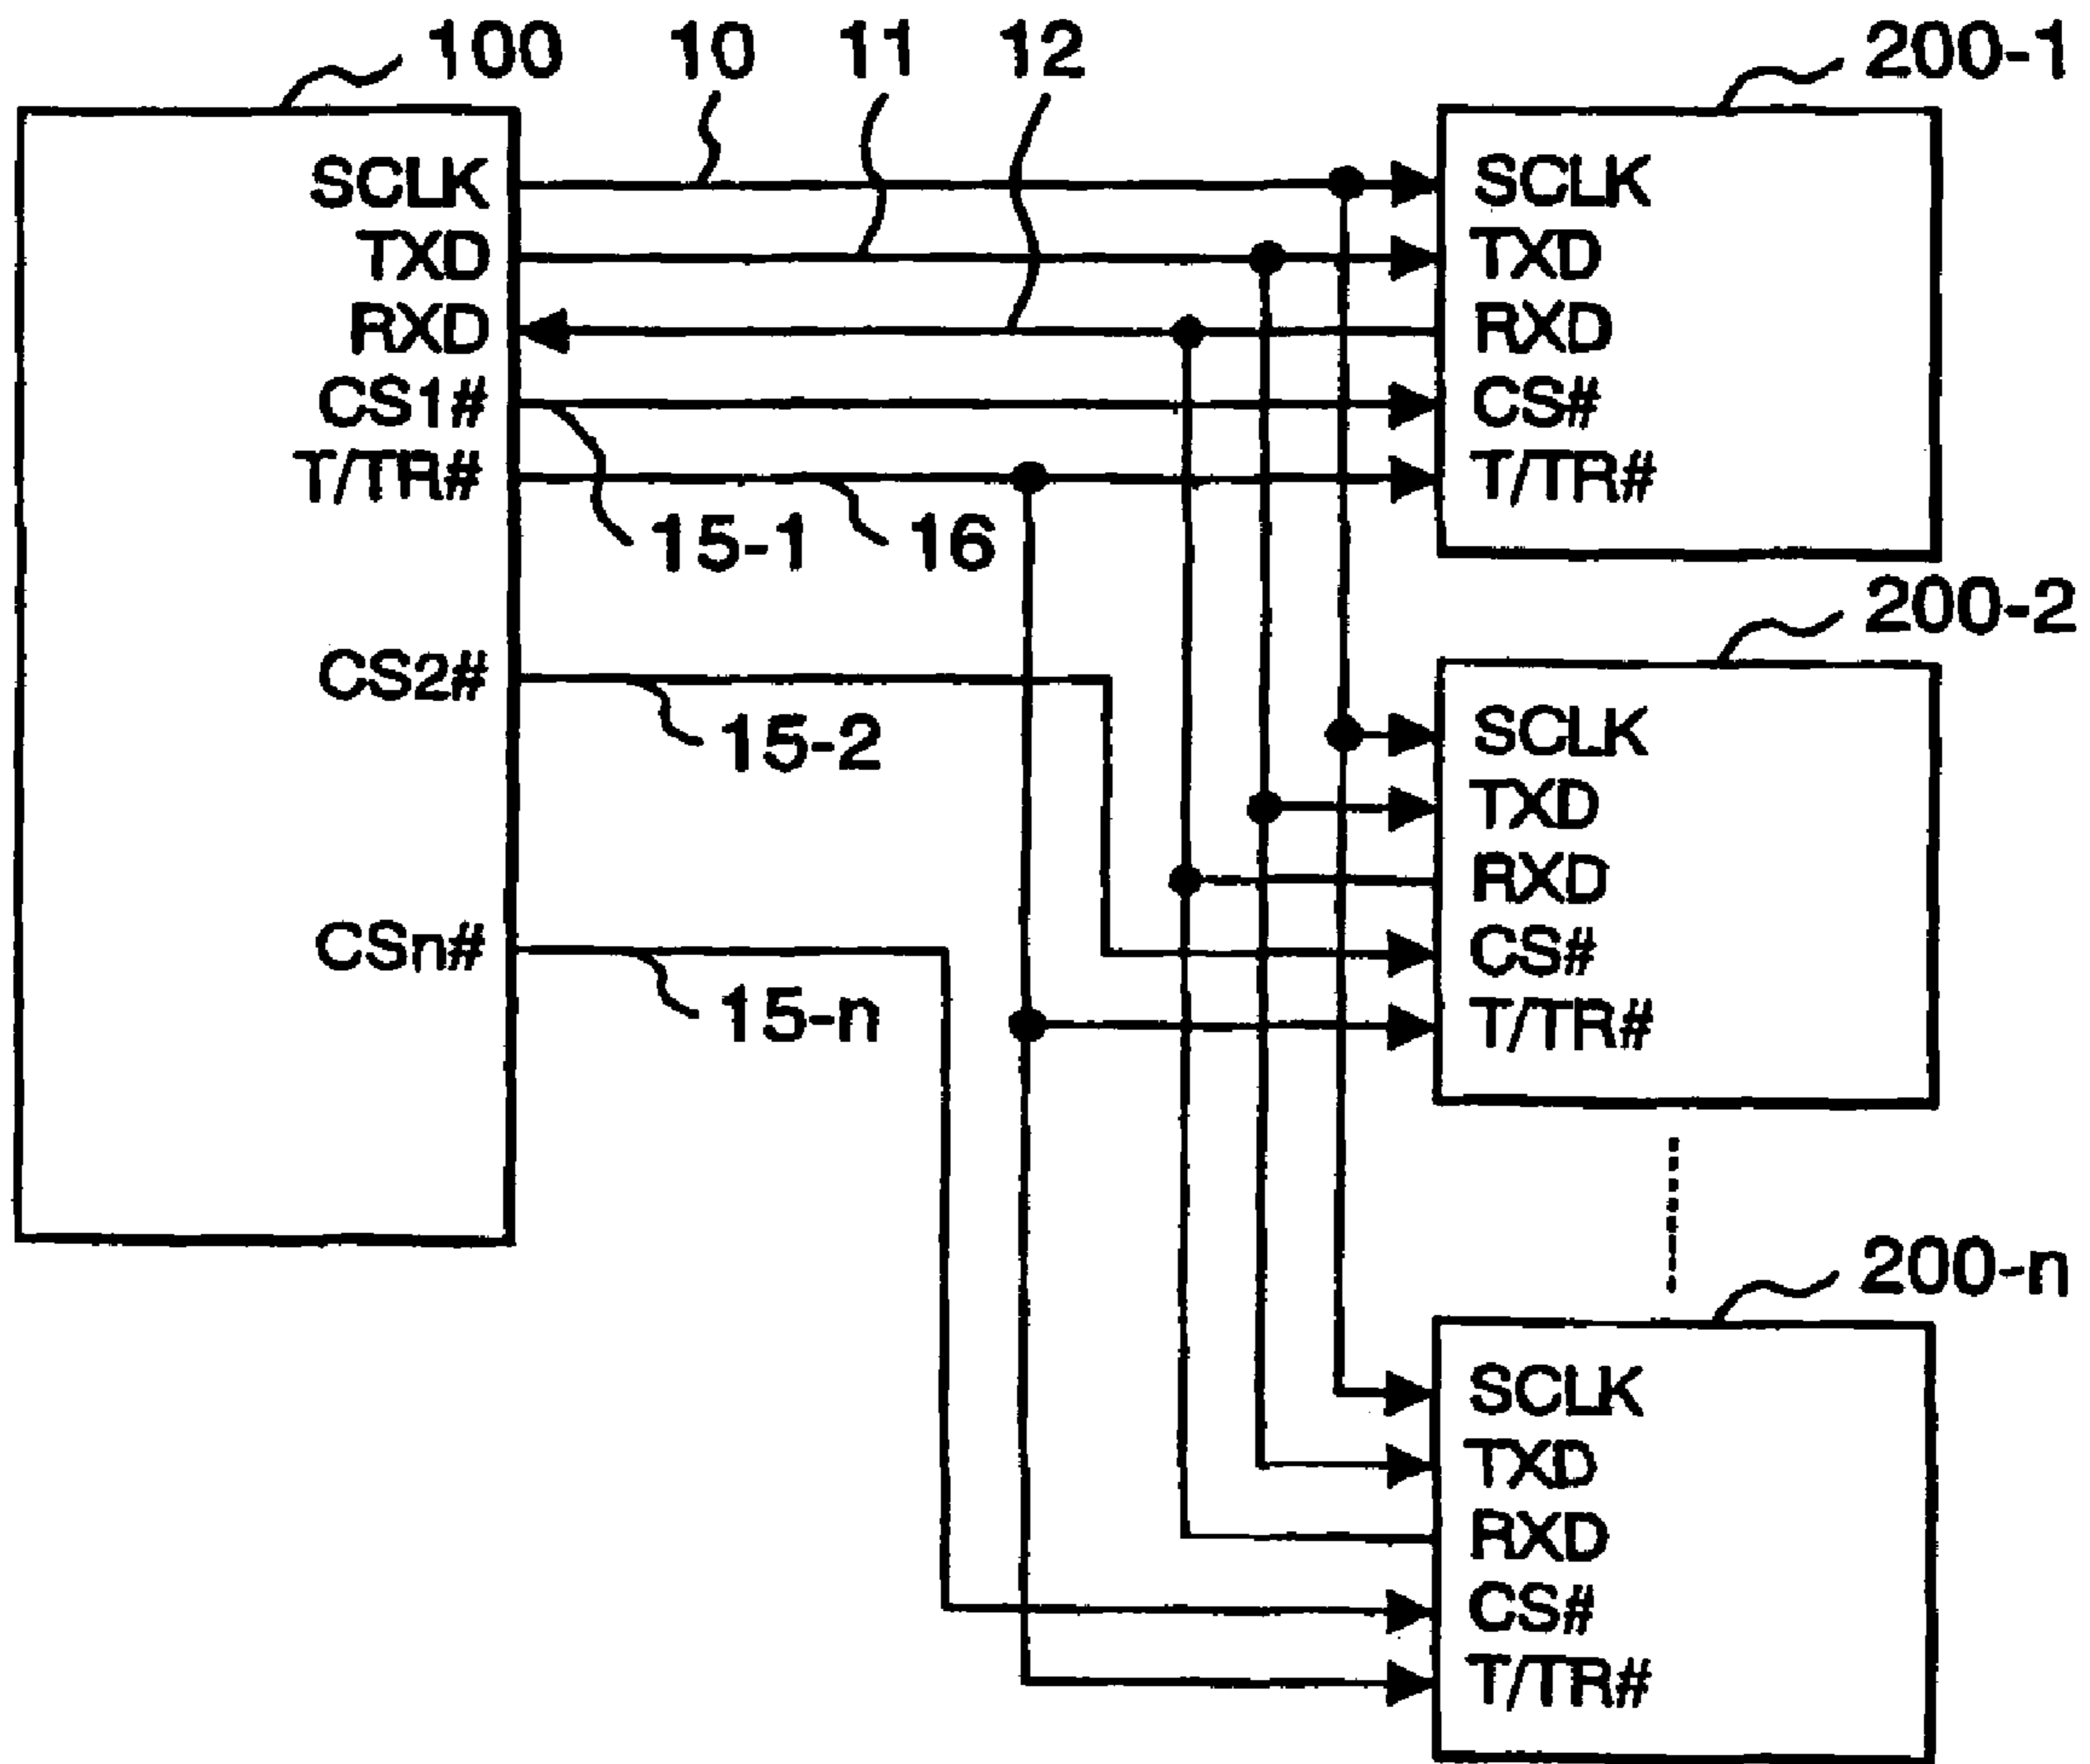 100 10 11 12 200-1
SCLK SCLK
TXD TXD
RXD RXD
CS1# CS#
T/TR# T/TR#
15-1 16
200-2
CS2#
15-2 SCLK
TXD
RXD
CSn# CS#
15-n T/TR#
200-n
SCLK
TXD
RXD
CS#
T/TR#